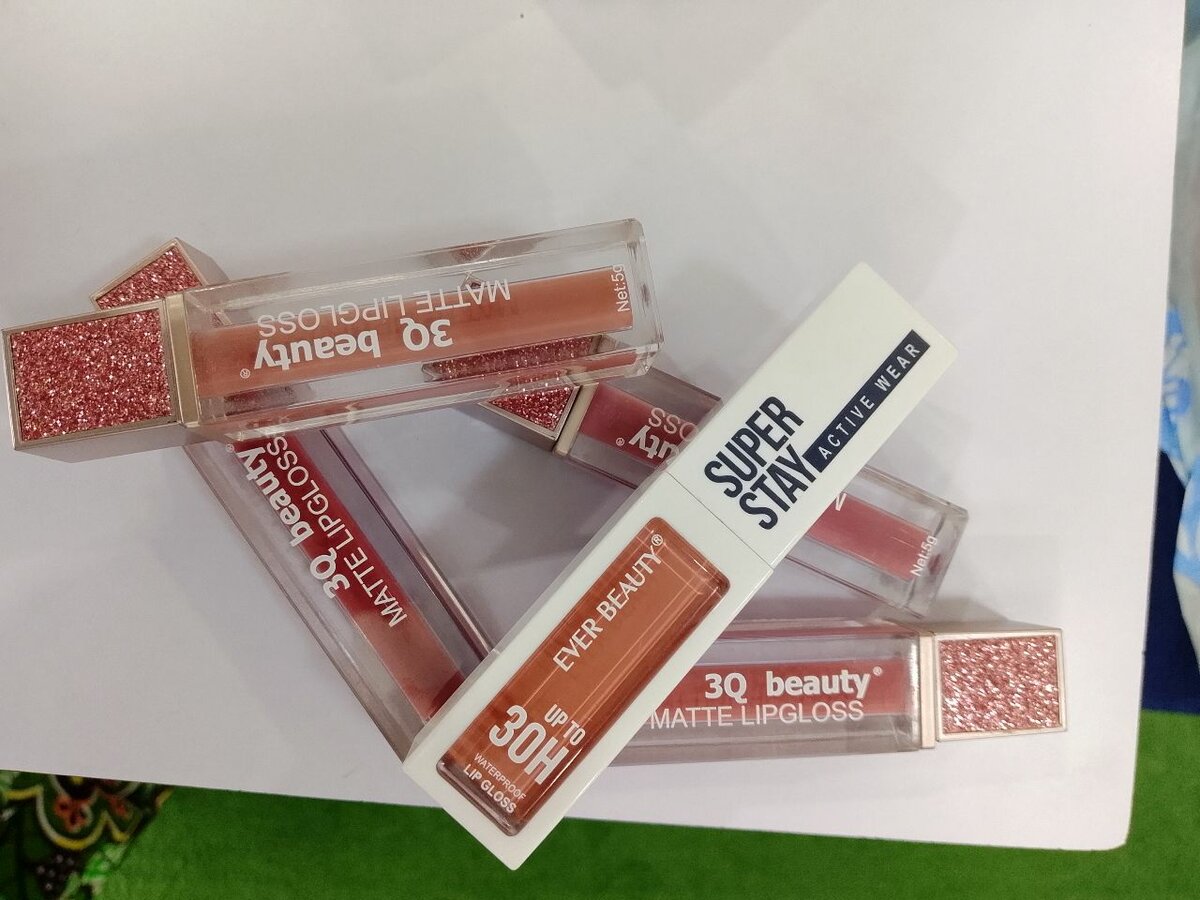 MATTE LIPGLOSS
3Q beauty®
Net:5g
3Q beauty®
MATTE LIPGLOSS
SUPER
STAY
ACTIVE WEAR
EVER BEAUTY®
UP TO
30H
WATERPROOF
LIP GLOSS
Net:5g
3Q beauty®
MATTE LIPGLOSS